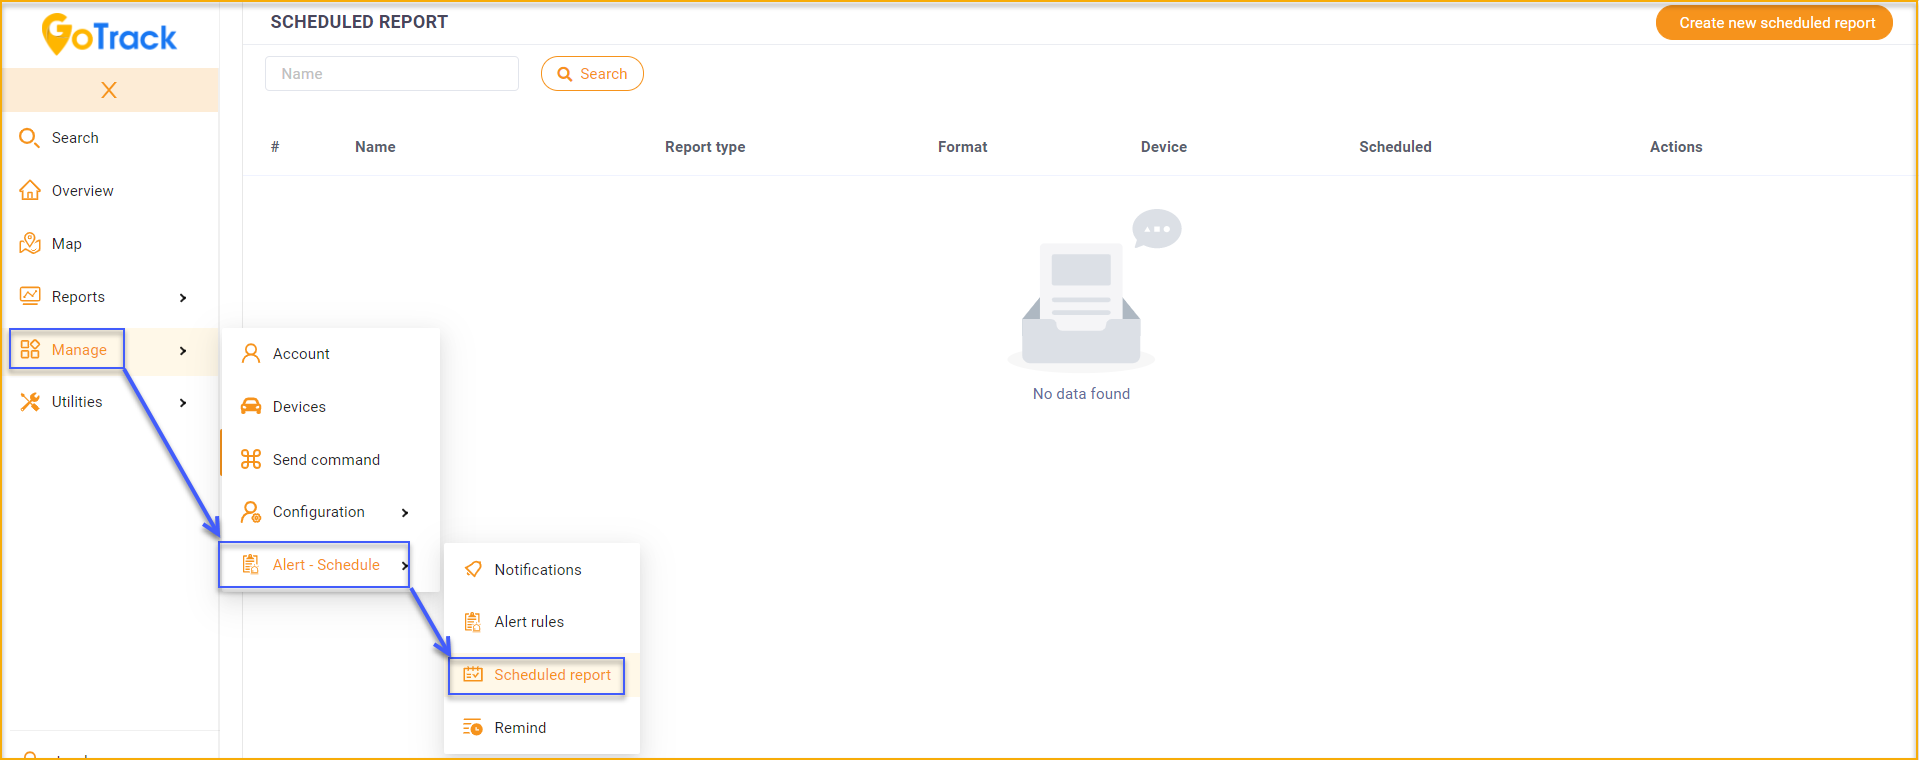 GoTrack
SCHEDULED REPORT
Create new scheduled report
X
Name
Search
Search
Overview
Map
Reports
Manage
Utilities
# Name Report type Format Device Scheduled Actions
No data found
Account
Devices
Send command
Configuration
Alert - Schedule
Notifications
Alert rules
Scheduled report
Remind